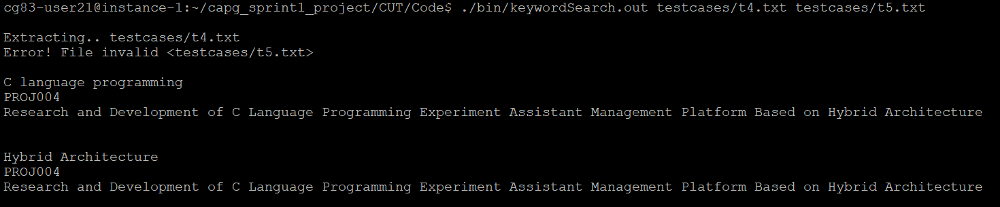 cg83-user21@instance-1:~/capg_sprint1_project/CUT/Code$ ./bin/keywordSearch.out testcases/t4.txt testcases/t5.txt
Extracting.. testcases/t4.txt
Error! File invalid <testcases/t5.txt>
C language programming
PROJ004
Research and Development of C Language Programming Experiment Assistant Management Platform Based on Hybrid Architecture
Hybrid Architecture
PROJ004
Research and Development of C Language Programming Experiment Assistant Management Platform Based on Hybrid Architecture